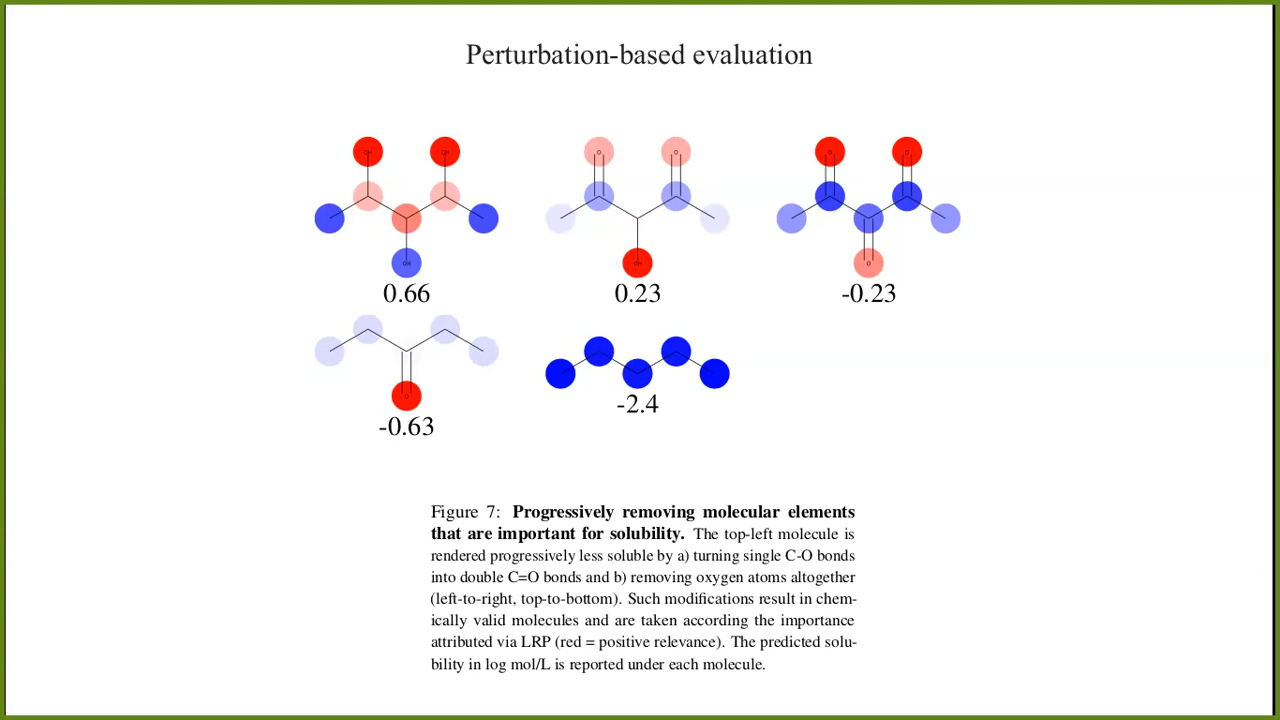 Perturbation-based evaluation
OH OH
OH
0.66
O O
OH
0.23
O O
O
-0.23
O
-0.63
-2.4
Figure 7: Progressively removing molecular elements
that are important for solubility. The top-left molecule is
rendered progressively less soluble by a) turning single C-O bonds
into double C=O bonds and b) removing oxygen atoms altogether
(left-to-right, top-to-bottom). Such modifications result in chem-
ically valid molecules and are taken according the importance
attributed via LRP (red = positive relevance). The predicted solu-
bility in log mol/L is reported under each molecule.